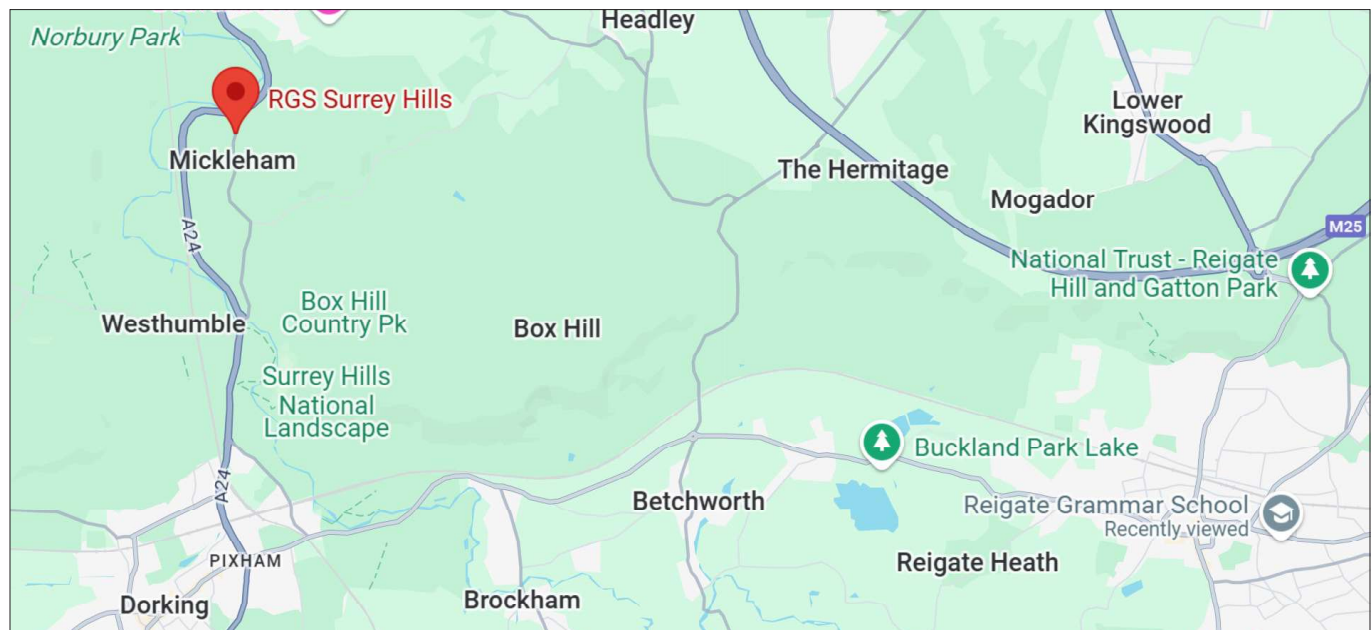 Headley
Norbury Park
RGS Surrey Hills
Lower
Kingswood
Mickleham
The Hermitage
Mogador
M25
A24
National Trust - Reigate
Hill and Gatton Park
Box Hill
Country Pk
Westhumble
Box Hill
Surrey Hills
National
Landscape
Buckland Park Lake
A24
Betchworth
Reigate Grammar School
Recently viewed
PIXHAM
Reigate Heath
Dorking
Brockham